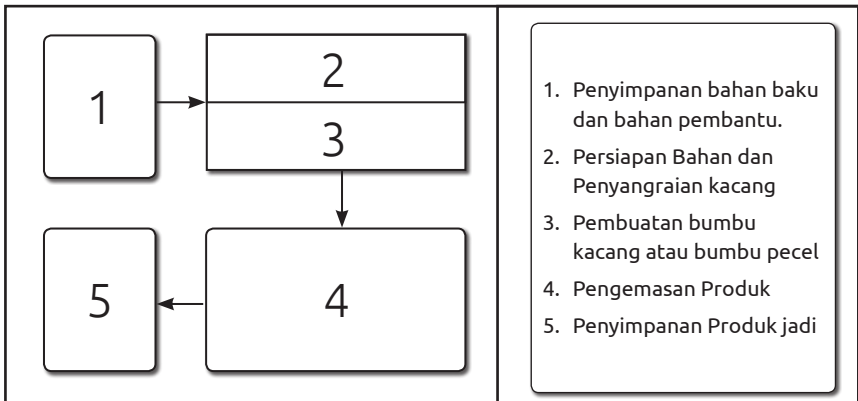 1
2
3
4
5
1. Penyimpanan bahan baku
dan bahan pembantu.
2. Persiapan Bahan dan
Penyangraian kacang
3. Pembuatan bumbu
kacang atau bumbu pecel
4. Pengemasan Produk
5. Penyimpanan Produk jadi